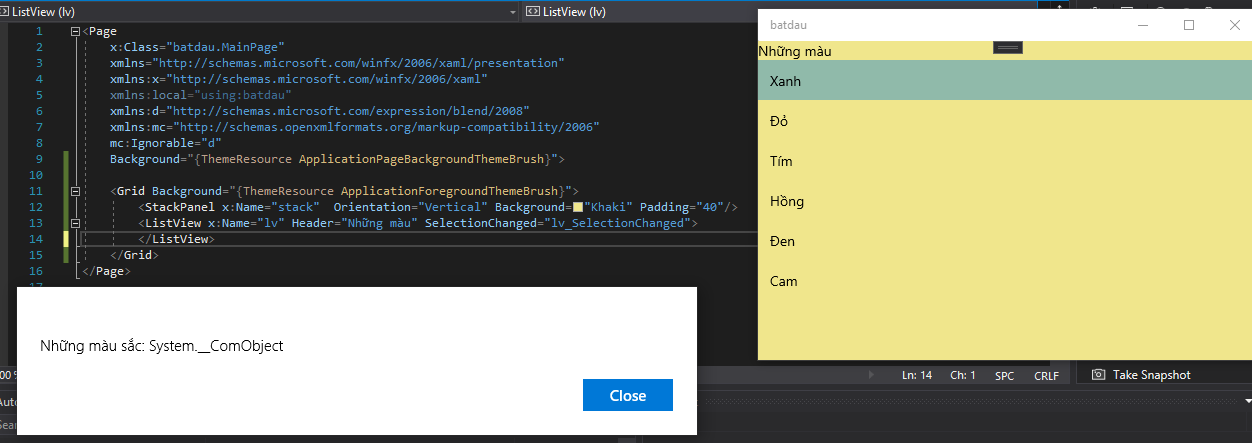 ListView (lv)
ListView (lv)
1 <Page
2 x:Class="batdau.MainPage"
3 xmlns="http://schemas.microsoft.com/winfx/2006/xaml/presentation"
4 xmlns:x="http://schemas.microsoft.com/winfx/2006/xaml"
5 xmlns:local="using:batdau"
6 xmlns:d="http://schemas.microsoft.com/expression/blend/2008"
7 xmlns:mc="http://schemas.openxmlformats.org/markup-compatibility/2006"
8 mc:Ignorable="d"
9 Background="{ThemeResource ApplicationPageBackgroundThemeBrush}">
10
11 <Grid Background="{ThemeResource ApplicationForegroundThemeBrush}">
12 <StackPanel x:Name="stack"  Orientation="Vertical" Background="Khaki" Padding="40"/>
13 <ListView x:Name="lv" Header="Những màu" SelectionChanged="lv_SelectionChanged">
14 </ListView>
15 </Grid>
16 </Page>
batdau
Những màu
Xanh
Đỏ
Tím
Hồng
Đen
Cam
Những màu sắc: System.__ComObject
Close
Ln: 14 Ch: 1 SPC CRLF
Take Snapshot